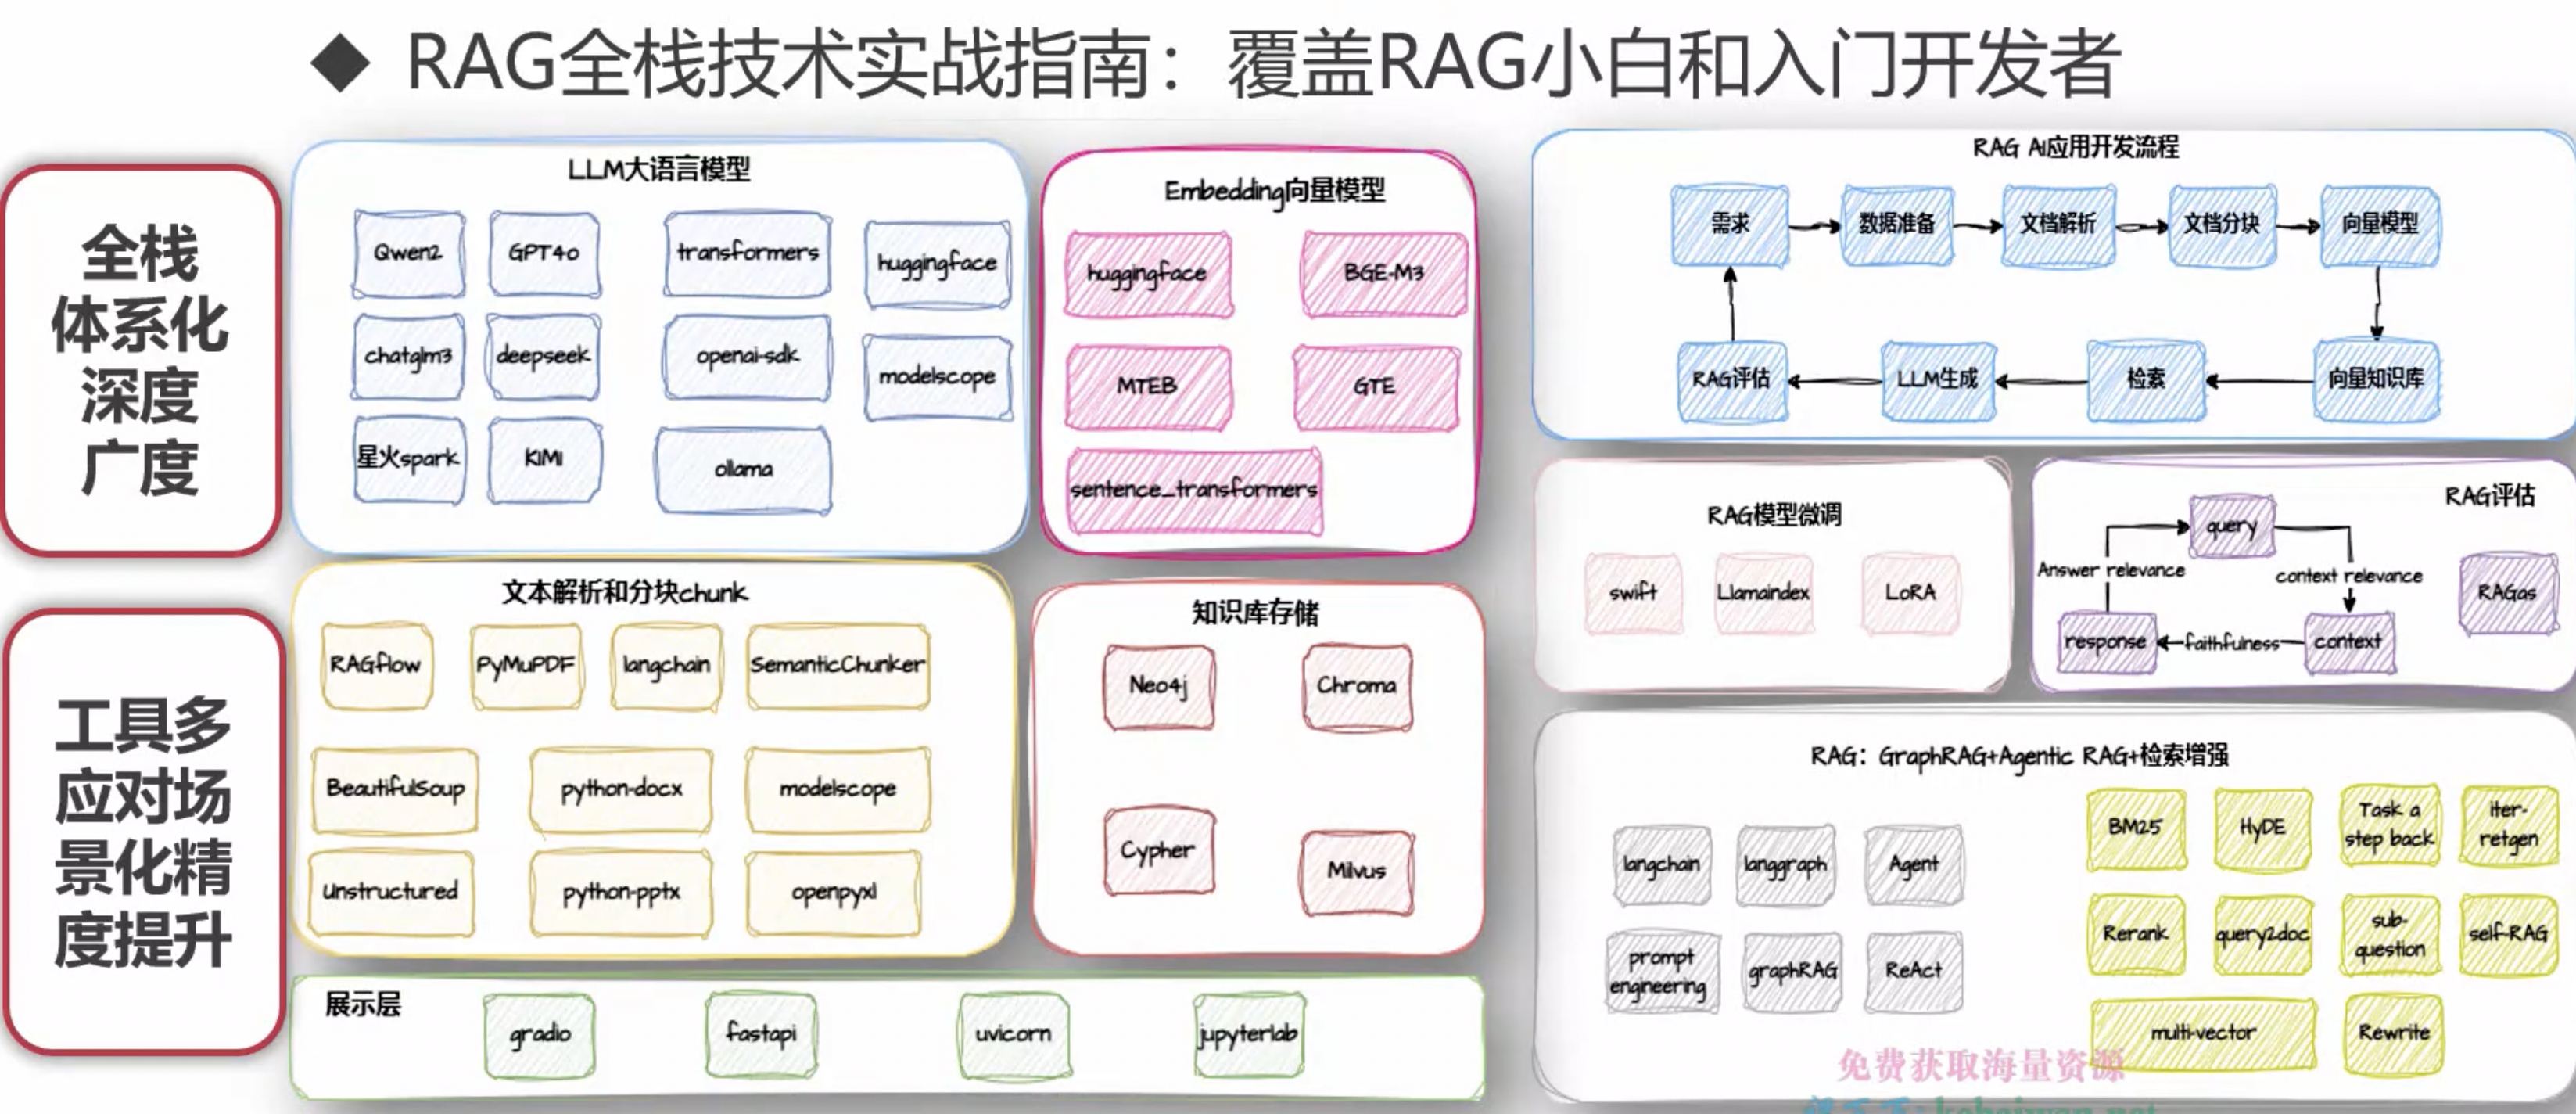 ◆ RAG全栈技术实战指南：覆盖RAG小白和入门开发者
全栈
体系化
深度
广度
工具多
应对场
景化精
度提升
LLM大语言模型
Qwen2
GPT4o
transformers
huggingface
chatglm3
deepseek
openai-sdk
modelscope
星火spark
KIMI
ollama
Embedding向量模型
huggingface
BGE-M3
MTEB
GTE
sentence_transformers
文本解析和分块chunk
RAGflow
PyMuPDF
langchain
SemanticChunker
BeautifulSoup
python-docx
modelscope
Unstructured
python-pptx
openpyxl
知识库存储
Neo4j
Chroma
Cypher
Milvus
展示层
gradio
fastapi
uvicorn
jupyterlab
RAG AI应用开发流程
需求
数据准备
文档解析
文档分块
向量模型
RAG评估
LLM生成
检索
向量知识库
RAG模型微调
swift
Llamaindex
LoRA
RAG评估
query
Answer relevance
context relevance
RAGas
response
faithfulness
context
RAG：GraphRAG+Agentic RAG+检索增强
langchain
langgraph
Agent
prompt
engineering
graphRAG
ReAct
BM25
HyDE
Task a
step back
iter-
retgen
Rerank
query2doc
sub-
question
self-RAG
multi-vector
Rewrite
免费获取海量资源